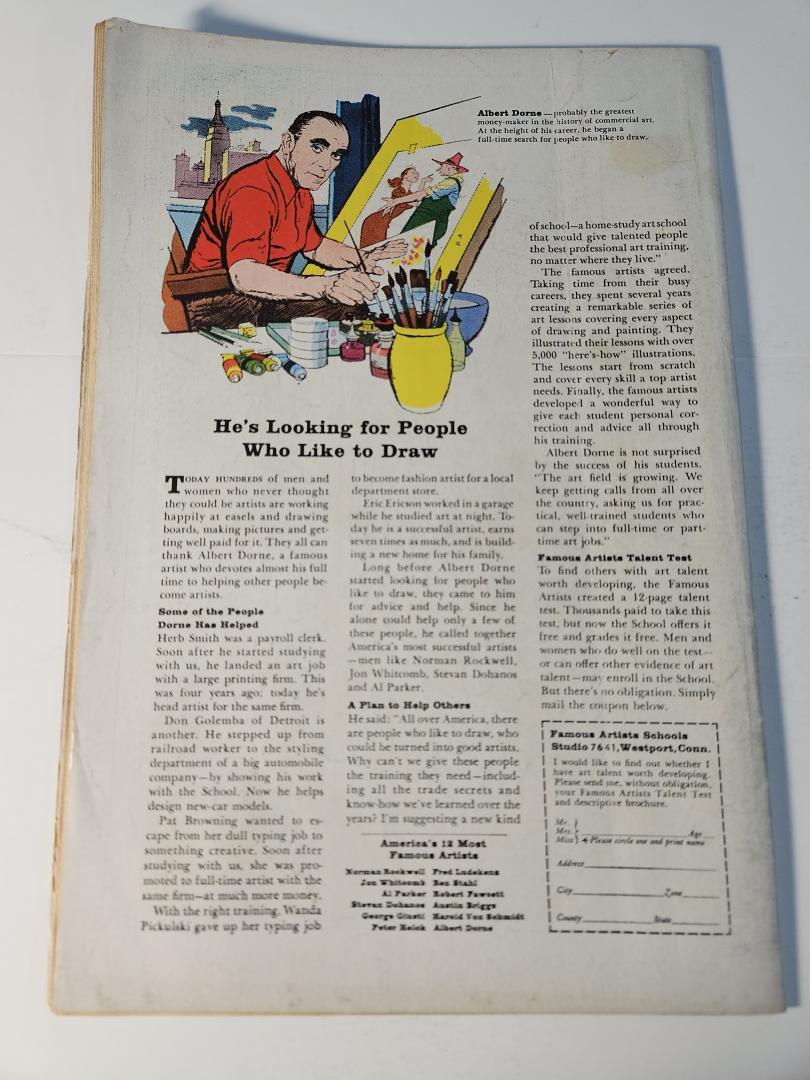 Albert Dorne—probably the greatest
money-maker in the history of commercial art.
At the height of his career, he began a
full-time search for people who like to draw.
He's Looking for People
Who Like to Draw
TODAY HUNDREDS of men and
women who never thought
they could be artists are working
happily at easels and drawing
boards, making pictures and get-
ting well paid for it. They all can
thank Albert Dorne, a famous
artist who devotes almost his full
time to helping other people be-
come artists.
Some of the People
Dorne Has Helped
Herb Smith was a payroll clerk.
Soon after he started studying
with us, he landed an art job
with a large printing firm. This
was four years ago; today he's
head artist for the same firm.
Don Golemba of Detroit is
another. He stepped up from
railroad worker to the styling
department of a big automobile
company—by showing his work
with the School. Now he helps
design new-car models.
Pat Browning wanted to es-
cape from her dull typing job to
something creative. Soon after
studying with us, she was pro-
moted to full-time artist with the
same firm—at much more money.
With the right training, Wanda
Pickulski gave up her typing job
to become fashion artist for a local
department store.
Eric Ericson worked in a garage
while he studied art at night. To-
day he is a successful artist, earns
seven times as much, and is build-
ing a new home for his family.
Long before Albert Dorne
started looking for people who
like to draw, they came to him
for advice and help. Since he
alone could help only a few of
these people, he called together
America's most successful artists
—men like Norman Rockwell,
Jon Whitcomb, Stevan Dohanos
and Al Parker.
A Plan to Help Others
He said: "All over America, there
are people who like to draw, who
could be turned into good artists.
Why can't we give these people
the training they need—includ-
ing all the trade secrets and
know-how we've learned over the
years? I'm suggesting a new kind
America's 12 Most
Famous Artists
Norman Rockwell Fred Ludekens
Jon Whitcomb Ben Stahl
Al Parker Robert Fawcett
Stevan Dohanos Austin Briggs
George Giusti Harold Von Schmidt
Peter Helck Albert Dorne
of school—a home-study art school
that would give talented people
the best professional art training,
no matter where they live."
The famous artists agreed.
Taking time from their busy
careers, they spent several years
creating a remarkable series of
art lessons covering every aspect
of drawing and painting. They
illustrated their lessons with over
5,000 "here's-how" illustrations.
The lessons start from scratch
and cover every skill a top artist
needs. Finally, the famous artists
developed a wonderful way to
give each student personal cor-
rection and advice all through
his training.
Albert Dorne is not surprised
by the success of his students.
"The art field is growing. We
keep getting calls from all over
the country, asking us for prac-
tical, well-trained students who
can step into full-time or part-
time art jobs."
Famous Artists Talent Test
To find others with art talent
worth developing, the Famous
Artists created a 12-page talent
test. Thousands paid to take this
test, but now the School offers it
free and grades it free. Men and
women who do well on the test—
or can offer other evidence of art
talent—may enroll in the School.
But there's no obligation. Simply
mail the coupon below.
Famous Artists Schools
Studio 7641, Westport, Conn.
I would like to find out whether I
have art talent worth developing.
Please send me, without obligation,
your Famous Artists Talent Test
and descriptive brochure.
Mr.
Mrs. Age
Miss Please circle one and print name
Address
City Zone
County State